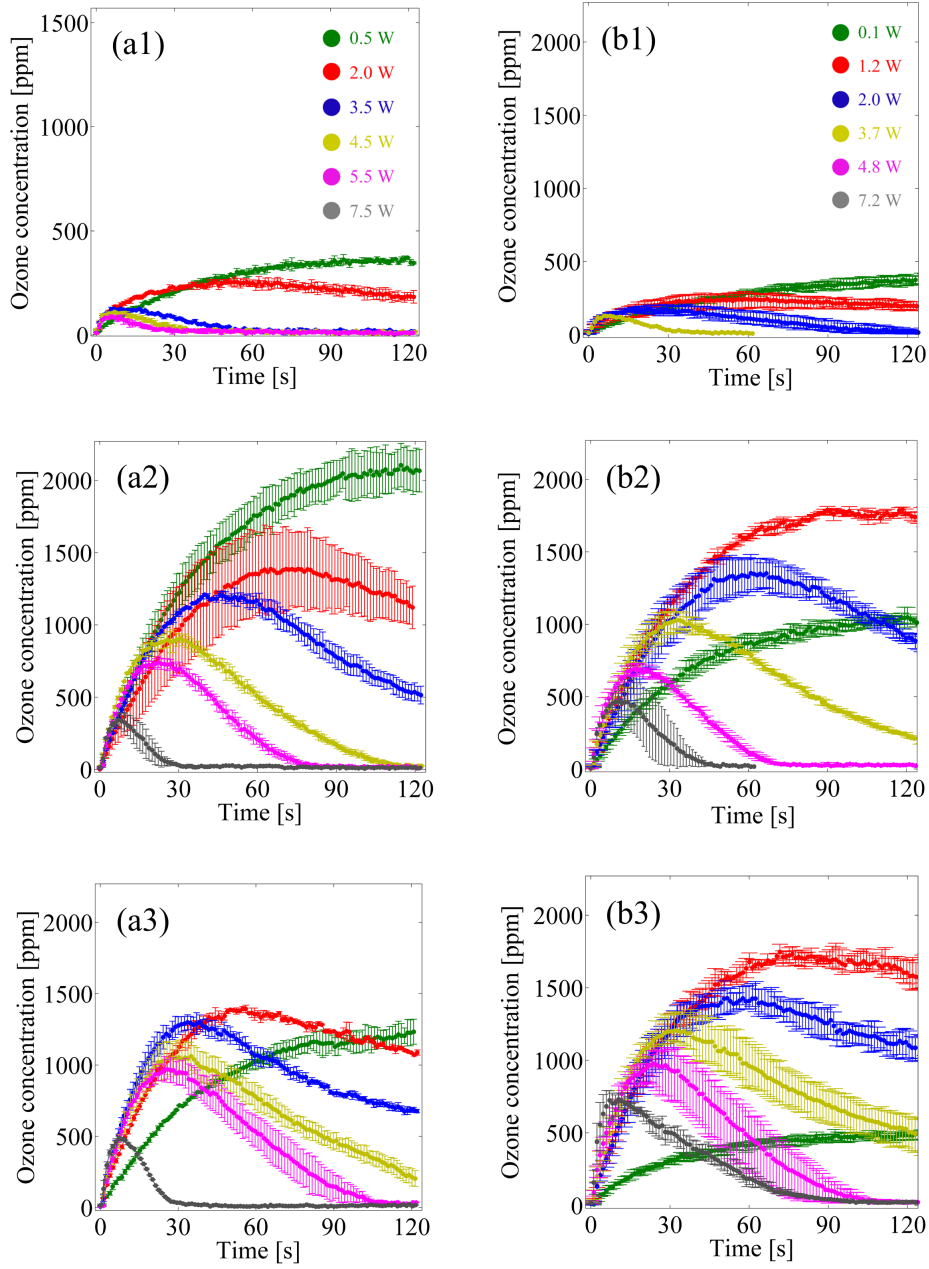 (a1)
1500
1000
500
0
Ozone concentration [ppm]
0.5 W
2.0 W
3.5 W
4.5 W
5.5 W
7.5 W
0 30 60 90 120
Time [s]
(b1)
2000
1500
1000
500
0
Ozone concentration [ppm]
0.1 W
1.2 W
2.0 W
3.7 W
4.8 W
7.2 W
0 30 60 90 120
Time [s]
(a2)
2000
1500
1000
500
0
Ozone concentration [ppm]
0 30 60 90 120
Time [s]
(b2)
2000
1500
1000
500
0
Ozone concentration [ppm]
0 30 60 90 120
Time [s]
(a3)
2000
1500
1000
500
0
Ozone concentration [ppm]
0 30 60 90 120
Time [s]
(b3)
2000
1500
1000
500
0
Ozone concentration [ppm]
0 30 60 90 120
Time [s]